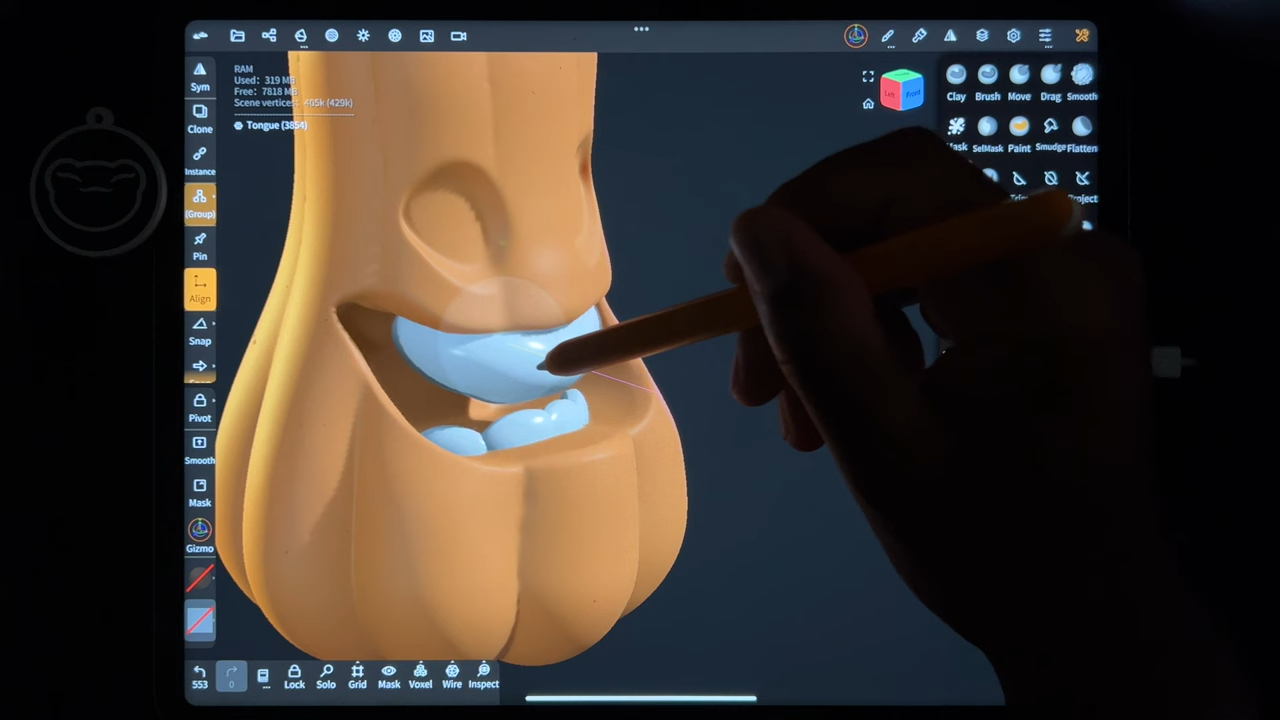 RAM
Used: 319 MB
Free: 7818 MB
Scene vertices: 405k (429k)
Tongue (3854)
Left
Front
Clay
Brush
Move
Drag
Smooth
Mask
SelMask
Paint
Smudge
Flatten
Project
Sym
Clone
Instance
(Group)
Pin
Align
Snap
Pivot
Smooth
Mask
Gizmo
553
0
Lock
Solo
Grid
Mask
Voxel
Wire
Inspect